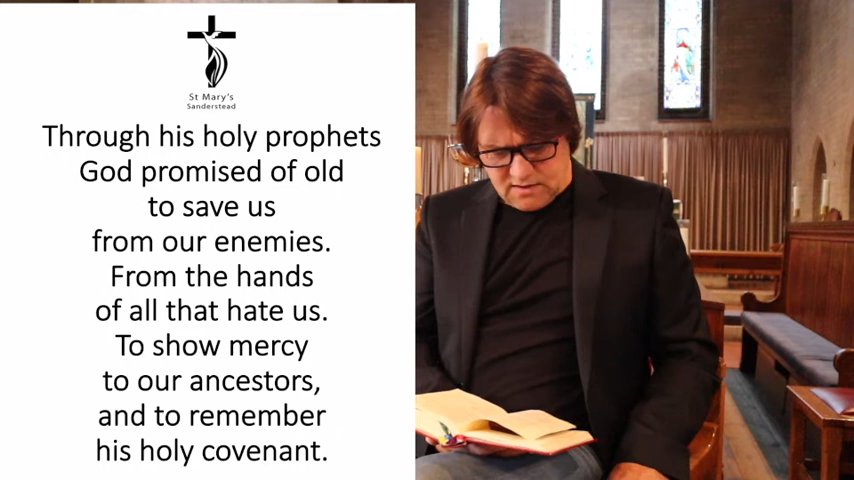 St Mary's
Sanderstead
Through his holy prophets
God promised of old
to save us
from our enemies.
From the hands
of all that hate us.
To show mercy
to our ancestors,
and to remember
his holy covenant.